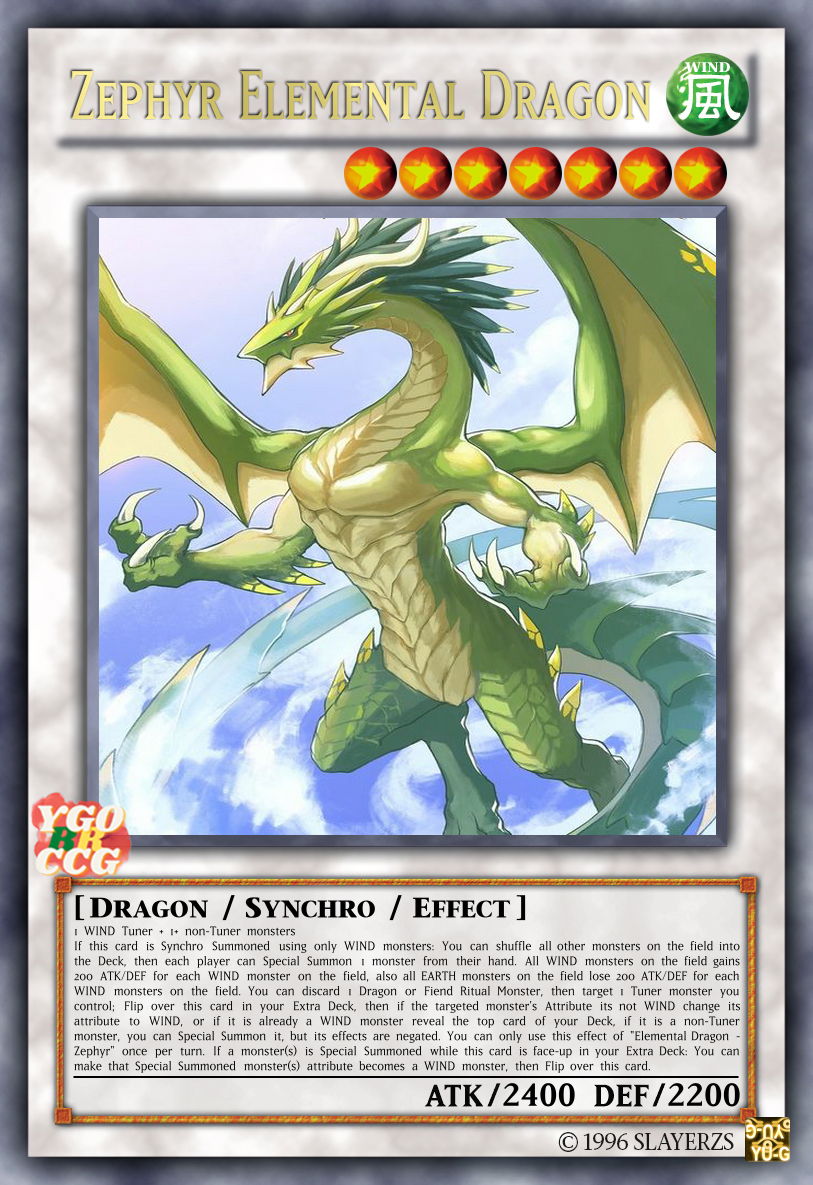 ZEPHYR ELEMENTAL DRAGON
WIND
風
YGO
BR
CCG
[ DRAGON / SYNCHRO / EFFECT ]
1 WIND Tuner + 1+ non-Tuner monsters
If this card is Synchro Summoned using only WIND monsters: You can shuffle all other monsters on the field into
the Deck, then each player can Special Summon 1 monster from their hand. All WIND monsters on the field gains
200 ATK/DEF for each WIND monster on the field, also all EARTH monsters on the field lose 200 ATK/DEF for each
WIND monsters on the field. You can discard 1 Dragon or Fiend Ritual Monster, then target 1 Tuner monster you
control; Flip over this card in your Extra Deck, then if the targeted monster's Attribute its not WIND change its
attribute to WIND, or if it is already a WIND monster reveal the top card of your Deck, if it is a non-Tuner
monster, you can Special Summon it, but its effects are negated. You can only use this effect of "Elemental Dragon -
Zephyr" once per turn. If a monster(s) is Special Summoned while this card is face-up in your Extra Deck: You can
make that Special Summoned monster(s) attribute becomes a WIND monster, then Flip over this card.
ATK/2400 DEF/2200
© 1996 SLAYERZS